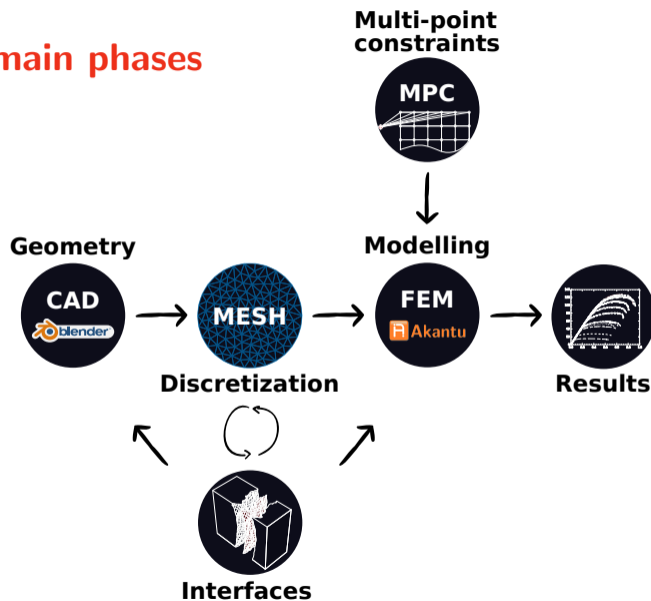 main phases
Multi-point
constraints
MPC
Geometry
Modelling
CAD
blender
MESH
FEM
Akantu
Discretization
Results
Interfaces